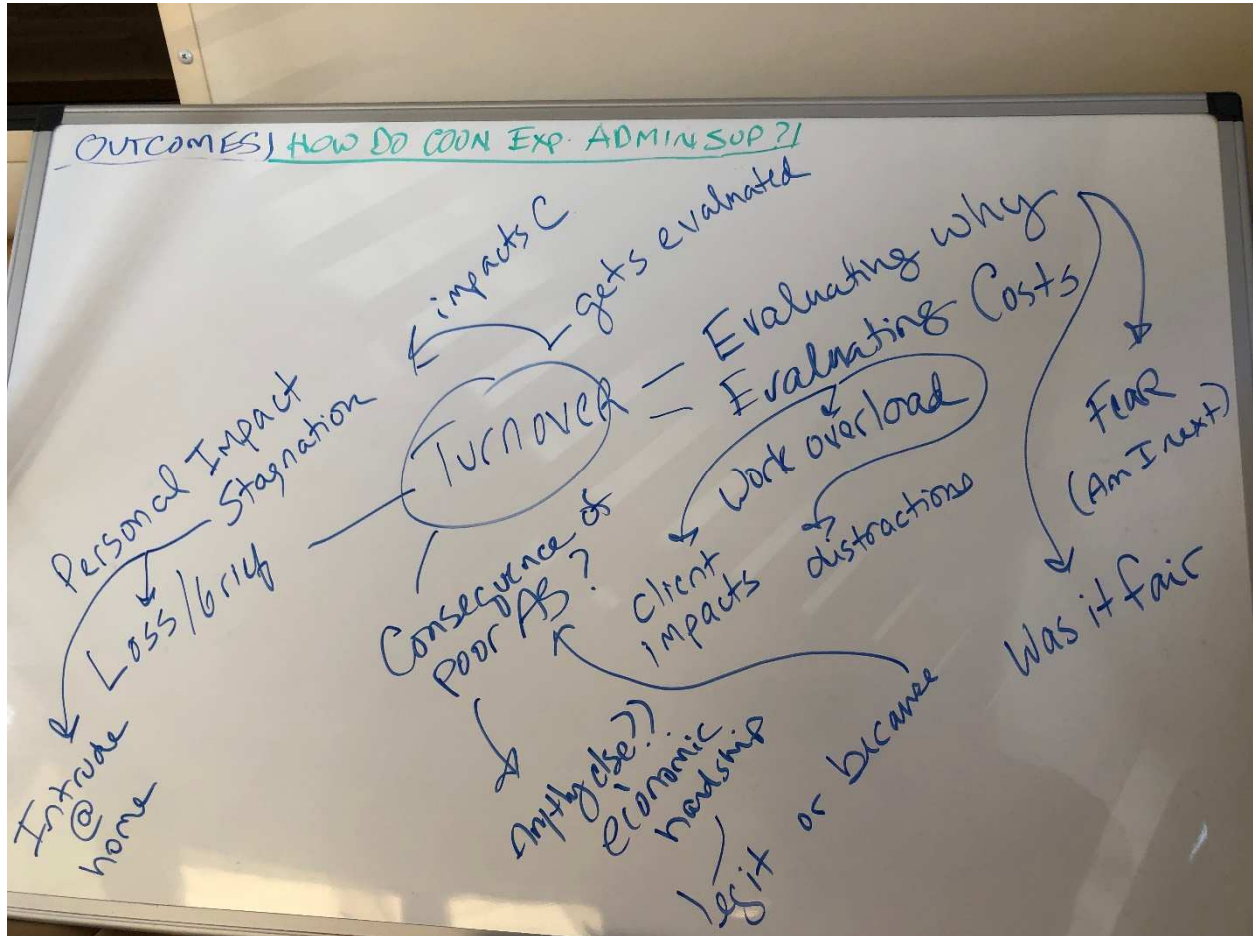 OUTCOMES) HOW DO COON EXP. ADMIN SUP?/
impacts C
gets evaluated
Evaluating why
Evaluating Costs
Turnover
Personal Impact
Stagnation
Loss/Grief
Intrude
@
home
Consequence of
poor AS?
Work overload
client
impacts
distractions
Fear
(Am I next)
Was it fair
Anythg else??
economic
hardship
legit or because